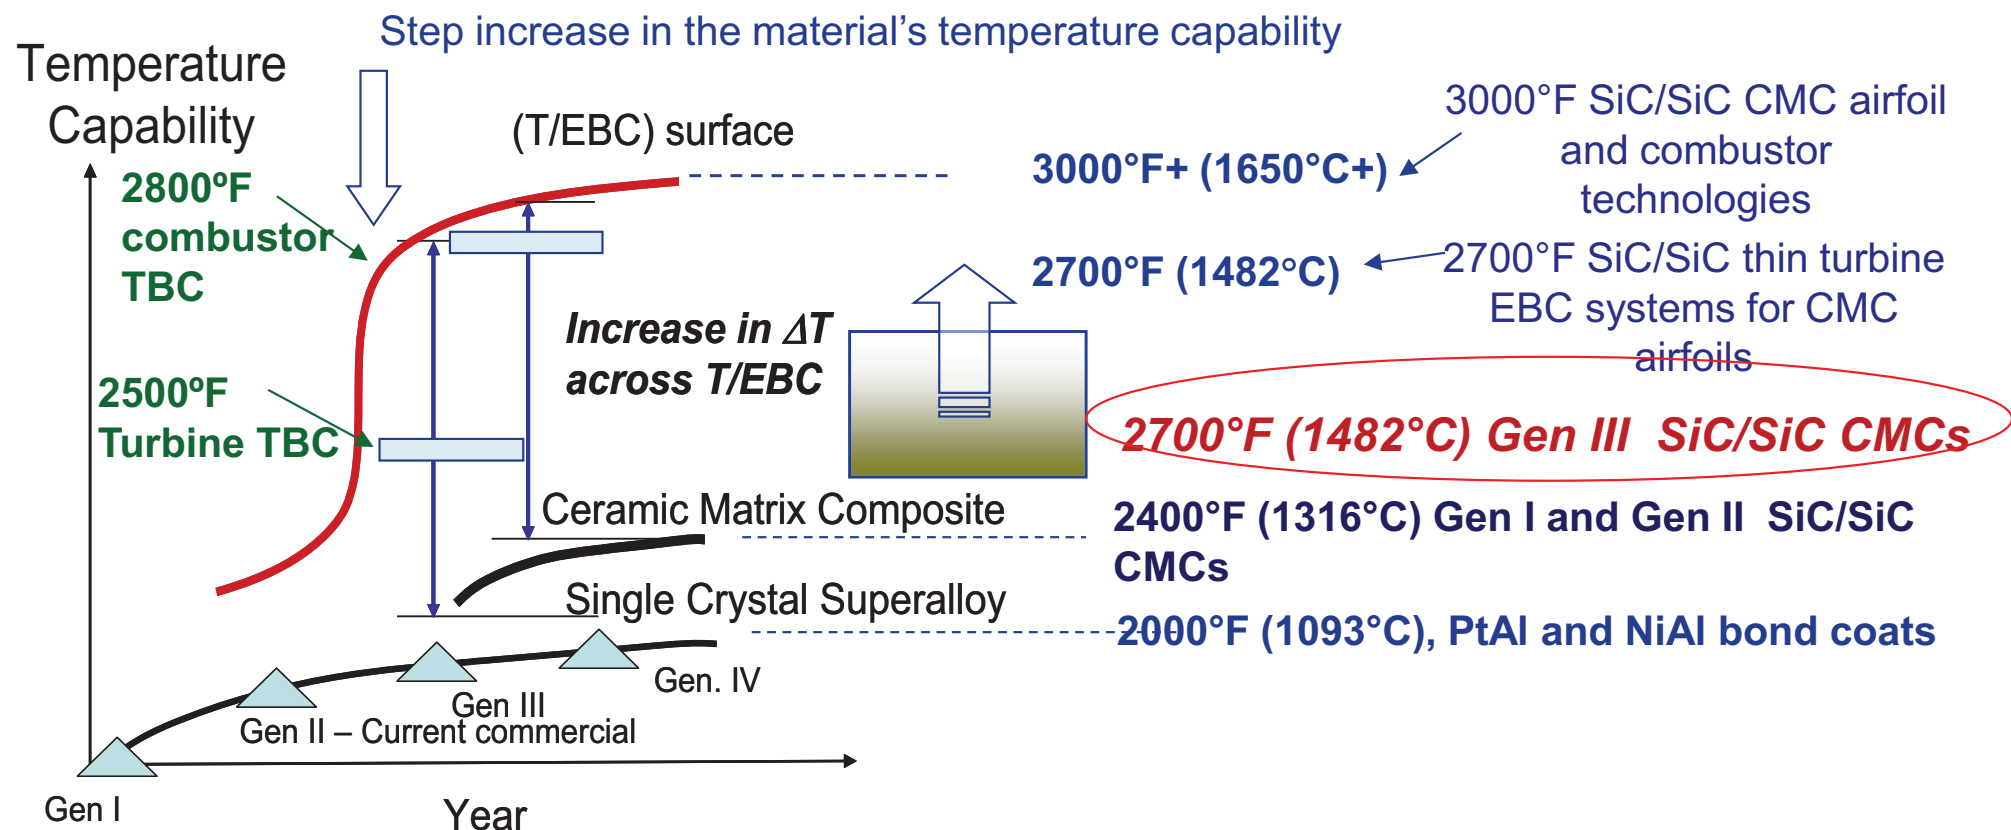 Step increase in the material’s temperature capability
Temperature
Capability
(T/EBC) surface
3000°F SiC/SiC CMC airfoil
and combustor
technologies
3000°F+ (1650°C+)
2800ºF
combustor
TBC
2700°F (1482°C)
2700°F SiC/SiC thin turbine
EBC systems for CMC
airfoils
Increase in ΔT
across T/EBC
2500ºF
Turbine TBC
2700°F (1482°C) Gen III SiC/SiC CMCs
Ceramic Matrix Composite
2400°F (1316°C) Gen I and Gen II SiC/SiC
CMCs
Single Crystal Superalloy
2000°F (1093°C), PtAl and NiAl bond coats
Gen. IV
Gen III
Gen II – Current commercial
Gen I
Year